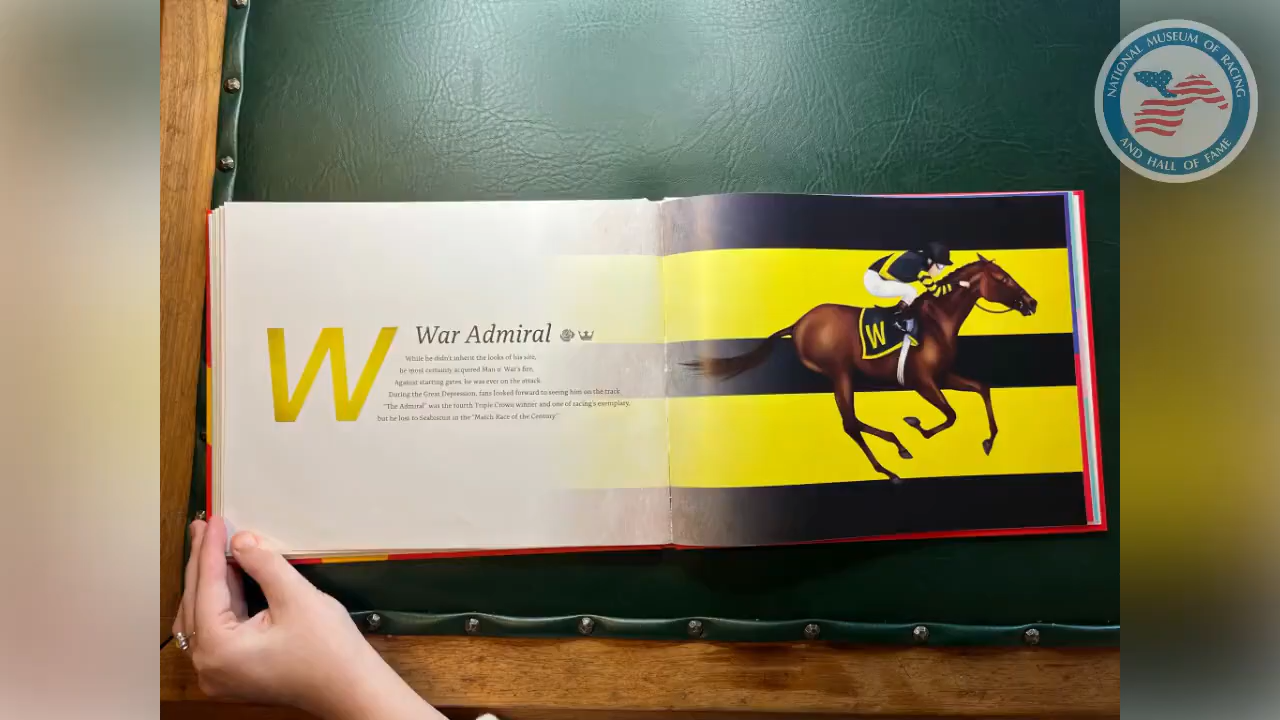 NATIONAL MUSEUM OF RACING
AND HALL OF FAME
W
War Admiral
While he didn't inherit the looks of his sire,
he most certainly acquired Man o' War's fire.
Against starting gates, he was ever on the attack.
During the Great Depression, fans looked forward to seeing him on the track.
"The Admiral" was the fourth Triple Crown winner and one of racing's exemplary,
but he lost to Seabiscuit in the "Match Race of the Century."
W